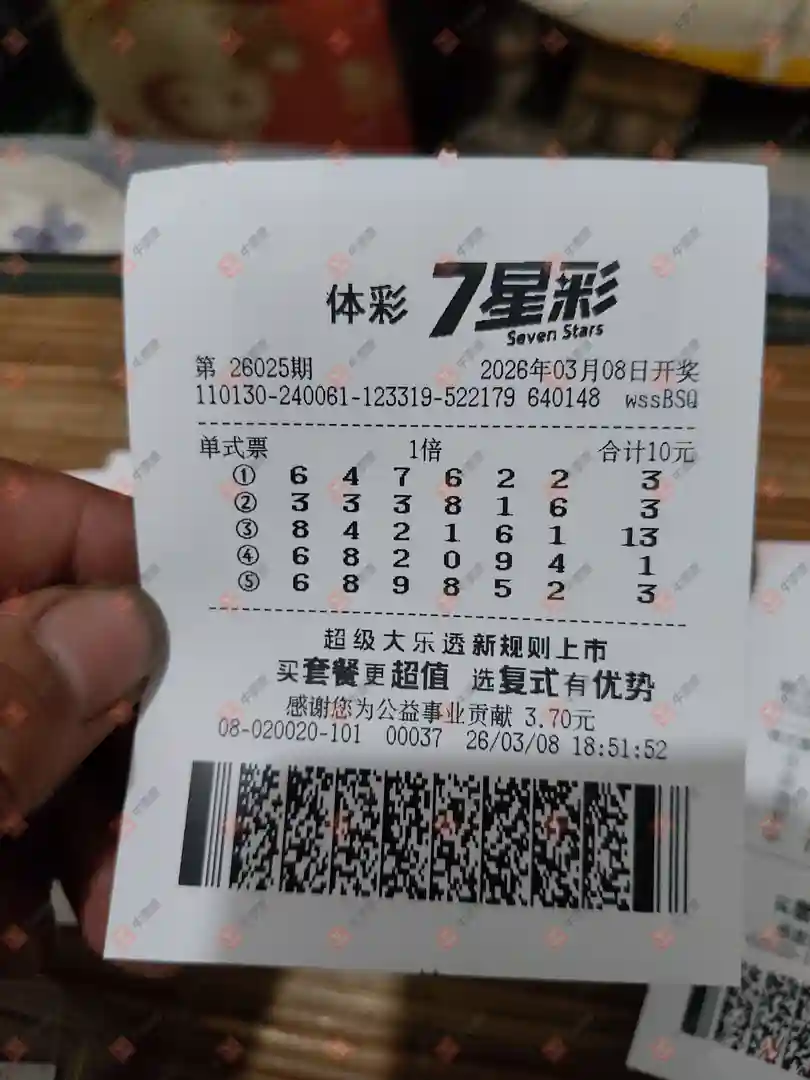 体彩 7星彩
Seven Stars
第 26025期 2026年03月08日开奖
110130-240061-123319-522179 640148 wssBSQ
单式票 1倍 合计10元
① 6 4 7 6 2 2 3
② 3 3 3 8 1 6 3
③ 8 4 2 1 6 1 13
④ 6 8 2 0 9 4 1
⑤ 6 8 9 8 5 2 3
超级大乐透新规则上市
买套餐更超值 选复式有优势
感谢您为公益事业贡献 3.70元
08-020020-101 00037 26/03/08 18:51:52